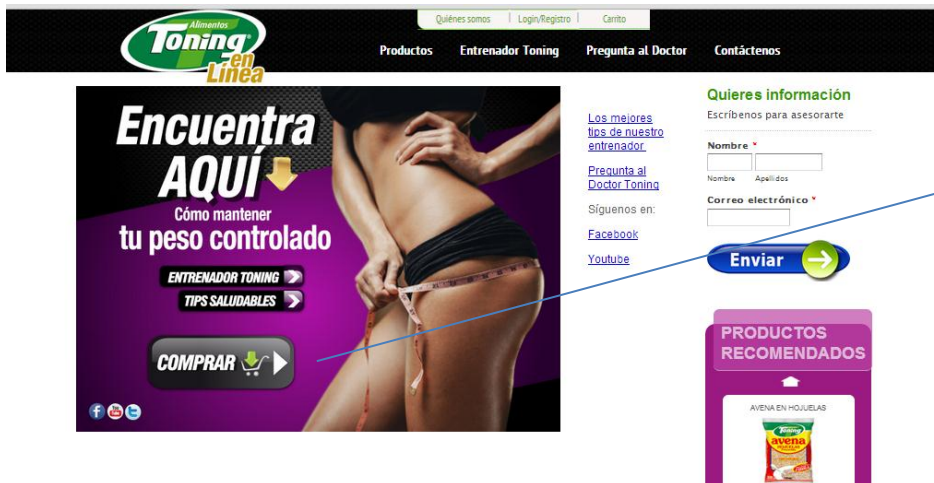 Quiénes somos | Login/Registro | Carrito
Alimentos
Toning
en
Línea
Productos Entrenador Toning Pregunta al Doctor Contáctenos
Encuentra
AQUÍ
Cómo mantener
tu peso controlado
ENTRENADOR TONING
TIPS SALUDABLES
COMPRAR
Los mejores
tips de nuestro
entrenador
Pregunta al
Doctor Toning
Síguenos en:
Facebook
Youtube
Quieres información
Escríbenos para asesorarte
Nombre *
Nombre Apellidos
Correo electrónico *
Enviar
PRODUCTOS
RECOMENDADOS
AVENA EN HOJUELAS
Toning
avena